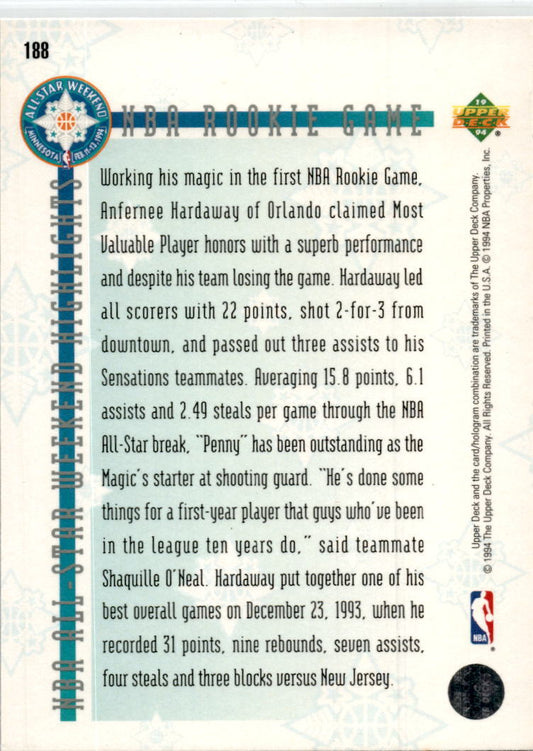 188
ALL-STAR WEEKEND
MINNESOTA FEB 11-13, 1994
NBA ROOKIE GAME
19
UPPER
DECK
94 ®
NBA ALL-STAR WEEKEND HIGHLIGHTS
Working his magic in the first NBA Rookie Game,
Anfernee Hardaway of Orlando claimed Most
Valuable Player honors with a superb performance
and despite his team losing the game. Hardaway led
all scorers with 22 points, shot 2-for-3 from
downtown, and passed out three assists to his
Sensations teammates. Averaging 15.8 points, 6.1
assists and 2.49 steals per game through the NBA
All-Star break, “Penny” has been outstanding as the
Magic's starter at shooting guard. “He's done some
things for a first-year player that guys who've been
in the league ten years do,” said teammate
Shaquille O'Neal. Hardaway put together one of his
best overall games on December 23, 1993, when he
recorded 31 points, nine rebounds, seven assists,
four steals and three blocks versus New Jersey.
Upper Deck and the card/hologram combination are trademarks of The Upper Deck Company.
© 1994 The Upper Deck Company. All Rights Reserved. Printed in the U.S.A. © 1994 NBA Properties, Inc.
NBA
®